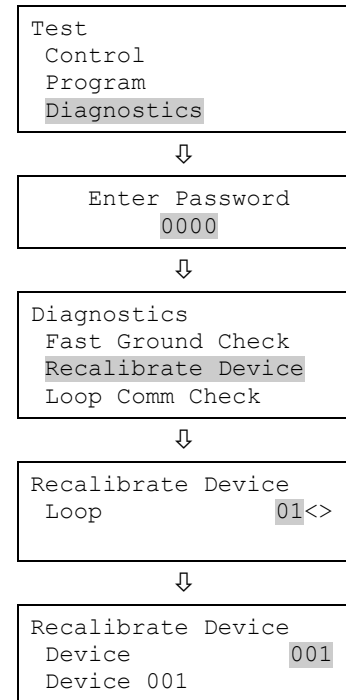 Test
Control
Program
Diagnostics
⇩
Enter Password
0000
⇩
Diagnostics
Fast Ground Check
Recalibrate Device
Loop Comm Check
⇩
Recalibrate Device
Loop 01<>
⇩
Recalibrate Device
Device 001
Device 001